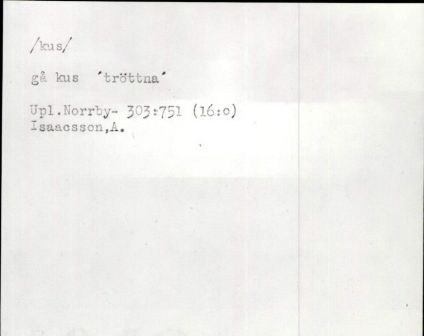 /kus/
gå kus ´tröttna´
Upl.Norrby- 303:751 (16:o)
Isaacsson,A.